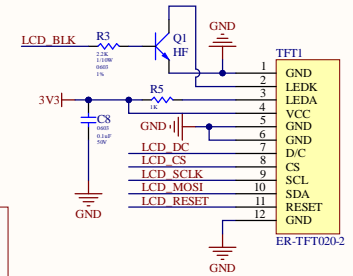 GND
LCD_BLK
R3
2.2K
1/10W
0603
1%
Q1
HF
TFT1
1 GND
2 LEDK
3 LEDA
4 VCC
5 GND
6 GND
7 D/C
8 CS
9 SCL
10 SDA
11 RESET
12 GND
ER-TFT020-2
R5
1K
3V3
C8
0603
0.1uF
50V
GND
GND
LCD_DC
LCD_CS
LCD_SCLK
LCD_MOSI
LCD_RESET
GND